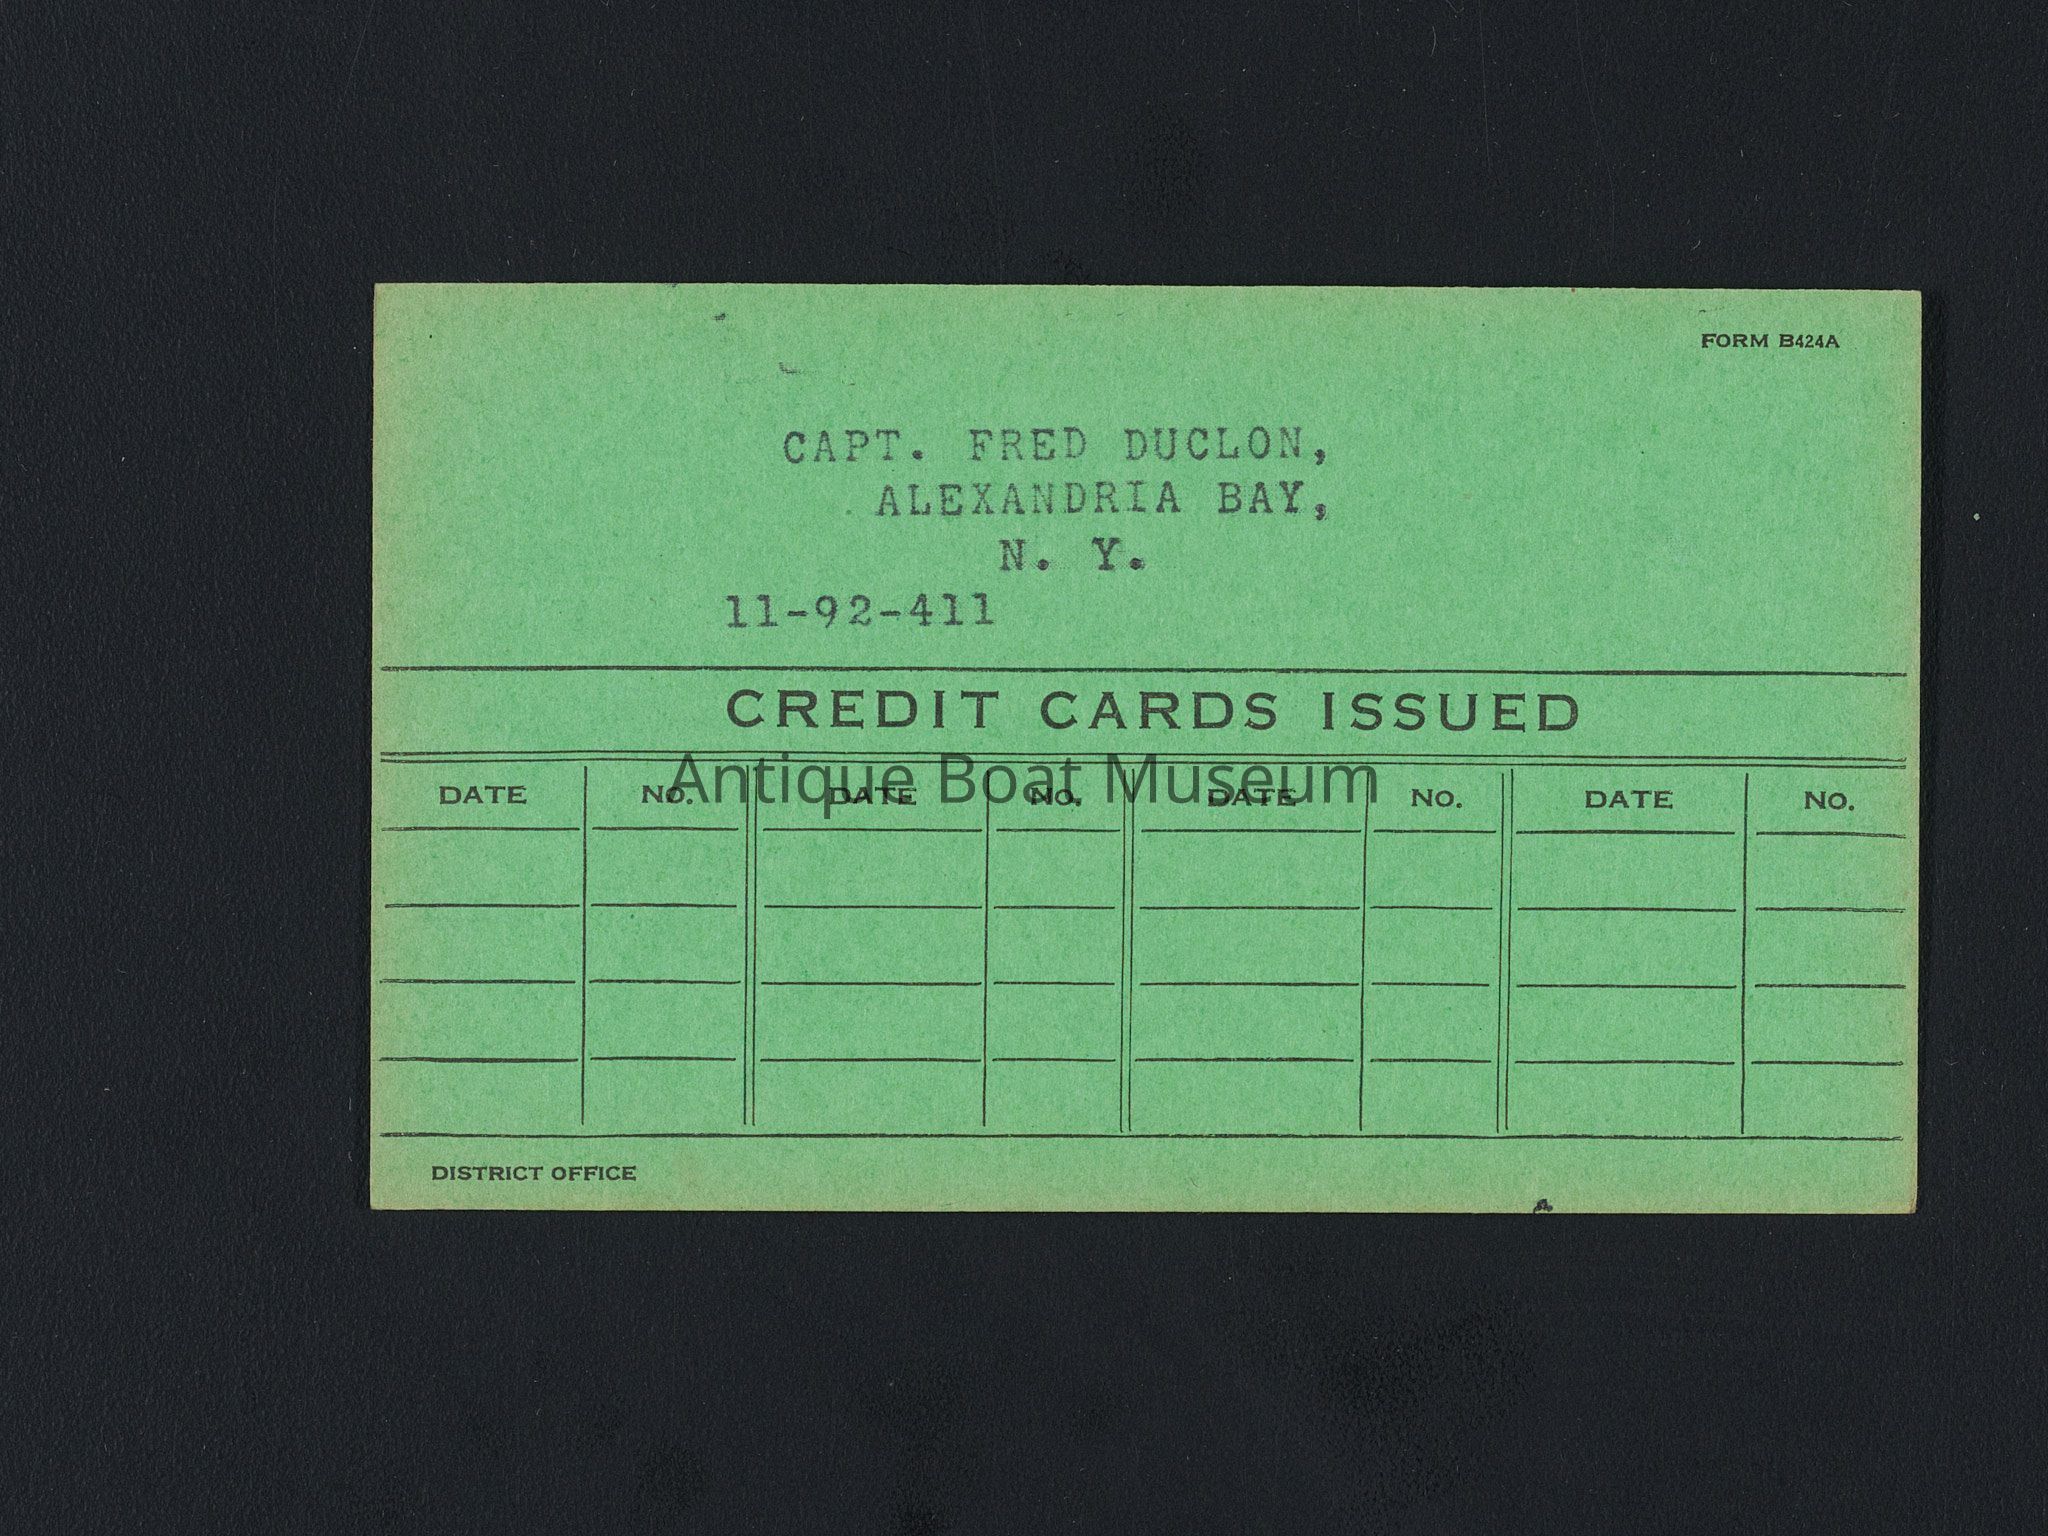 FORM B424A
CAPT. FRED DUCLON,
ALEXANDRIA BAY,
N. Y.
11-92-411
CREDIT CARDS ISSUED
Antique Boat Museum
DATE NO. DATE NO. DATE NO. DATE NO.
DISTRICT OFFICE